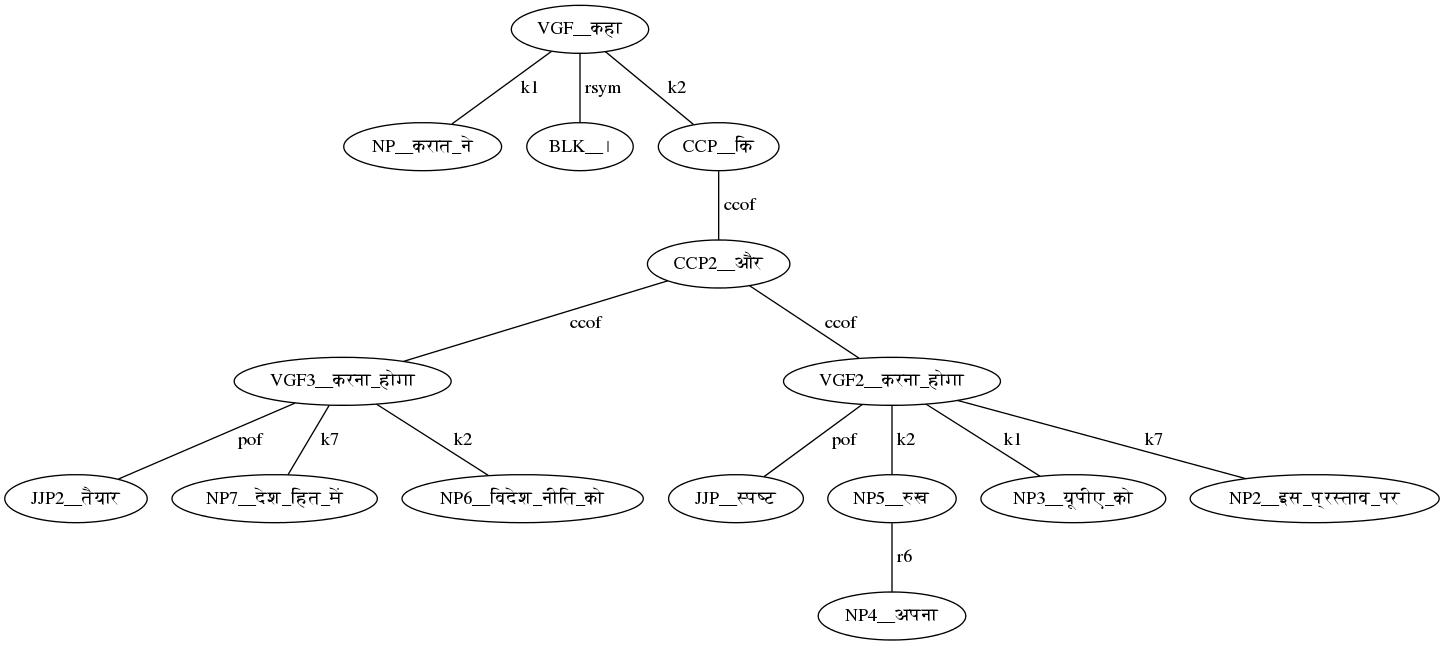 VGF__कहा
k1 rsym k2
NP__करात_ने BLK__। CCP__कि
ccof
CCP2__और
ccof ccof
VGF3__करना_होगा VGF2__करना_होगा
pof k7 k2 pof k2 k1 k7
JJP2__तैयार NP7__देश_हित_में NP6__विदेश_नीति_को JJP__स्पष्ट NP5__रुख NP3__यूपीए_को NP2__इस_प्रस्ताव_पर
r6
NP4__अपना